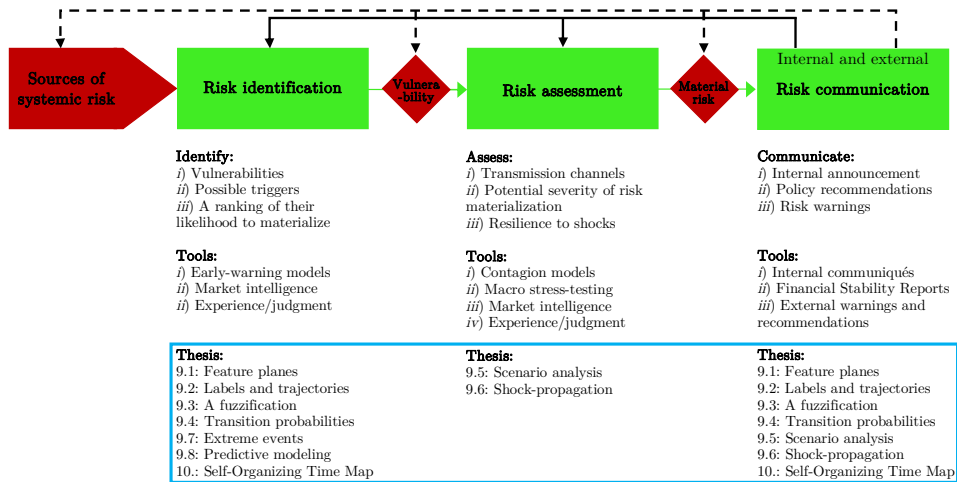 Sources of
systemic risk
Risk identification
Vulnera
-bility
Risk assessment
Material
risk
Internal and external
Risk communication
Identify:
i) Vulnerabilities
ii) Possible triggers
iii) A ranking of their
likelihood to materialize
Tools:
i) Early-warning models
ii) Market intelligence
ii) Experience/judgment
Assess:
i) Transmission channels
ii) Potential severity of risk
materialization
iii) Resilience to shocks
Tools:
i) Contagion models
ii) Macro stress-testing
iii) Market intelligence
iv) Experience/judgment
Communicate:
i) Internal announcement
ii) Policy recommendations
iii) Risk warnings
Tools:
i) Internal communiqués
ii) Financial Stability Reports
iii) External warnings and
recommendations
Thesis:
9.1: Feature planes
9.2: Labels and trajectories
9.3: A fuzzification
9.4: Transition probabilities
9.7: Extreme events
9.8: Predictive modeling
10.: Self-Organizing Time Map
Thesis:
9.5: Scenario analysis
9.6: Shock-propagation
Thesis:
9.1: Feature planes
9.2: Labels and trajectories
9.3: A fuzzification
9.4: Transition probabilities
9.5: Scenario analysis
9.6: Shock-propagation
10.: Self-Organizing Time Map